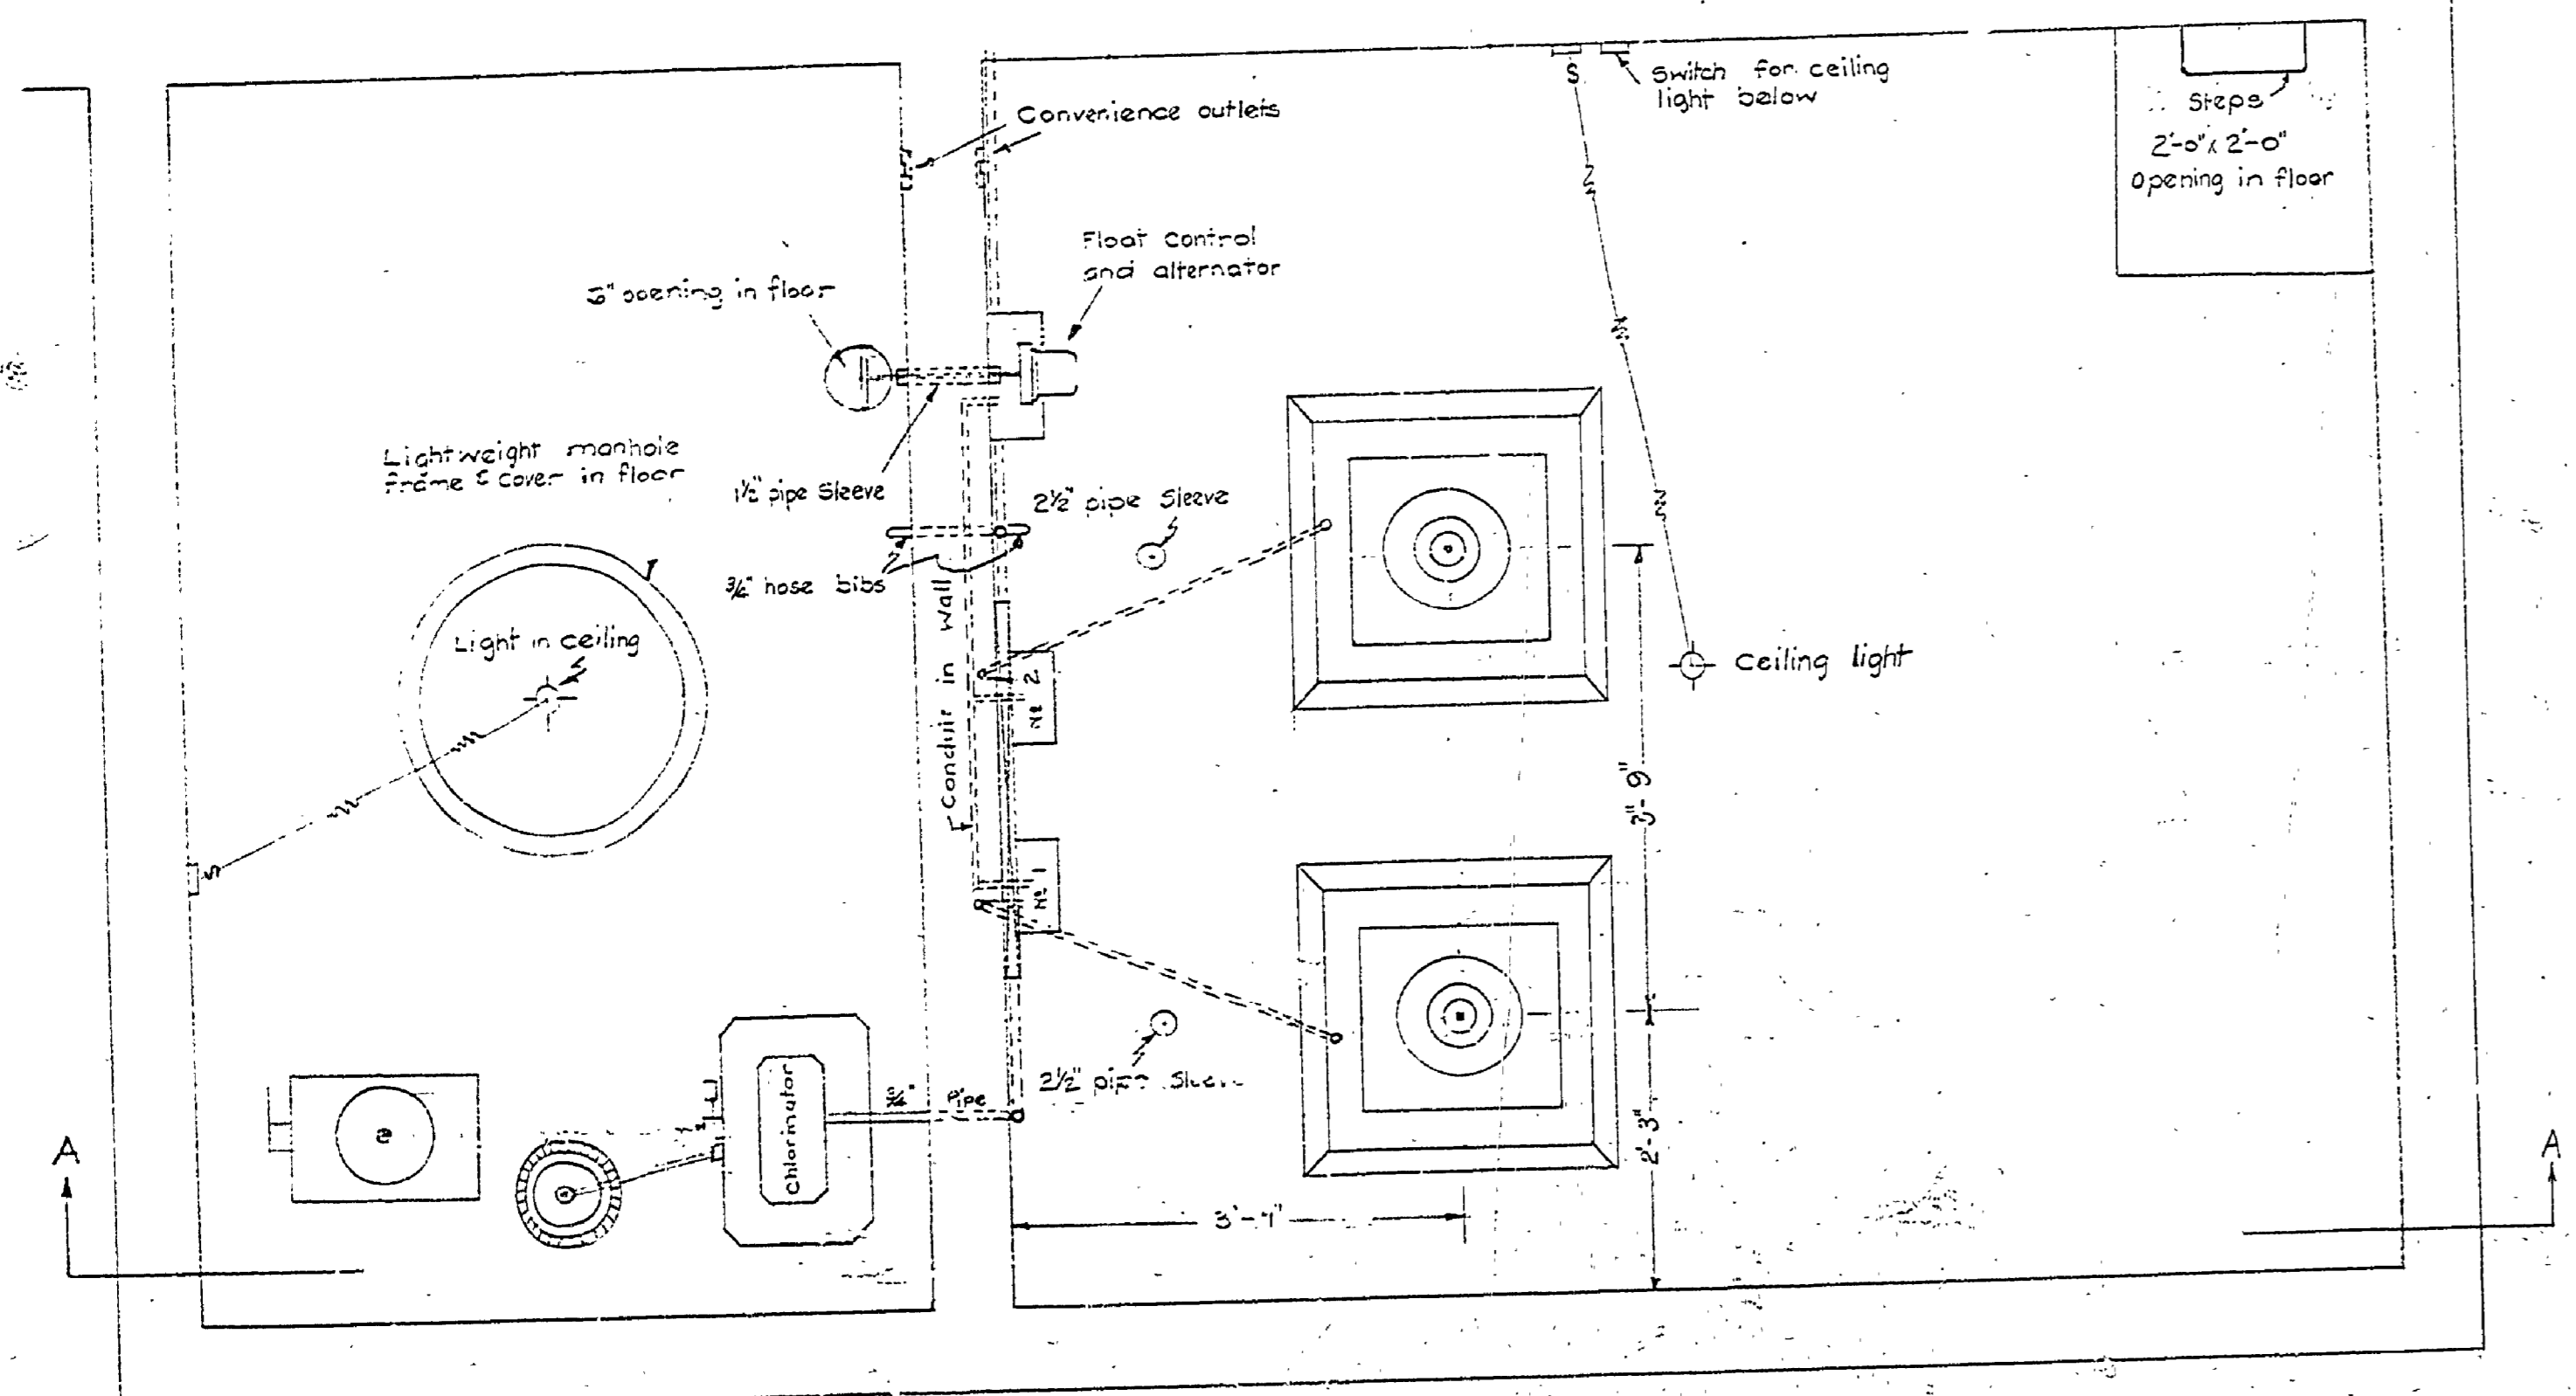 Switch for ceiling
light below
Steps
2'-0" x 2'-0"
Opening in floor
S
Convenience outlets
Float Control
and alternator
opening in floor
Lightweight manhole
frame & cover in floor
1½" pipe Sleeve
2½" pipe Sleeve
¾" hose bibs
Light in ceiling
Conduit in Wall
Nº 2
Ceiling light
3'-9"
Nº 1
S
2½" pipe Sleeve
Chlorinator
¾" Pipe
2'-3"
A
A